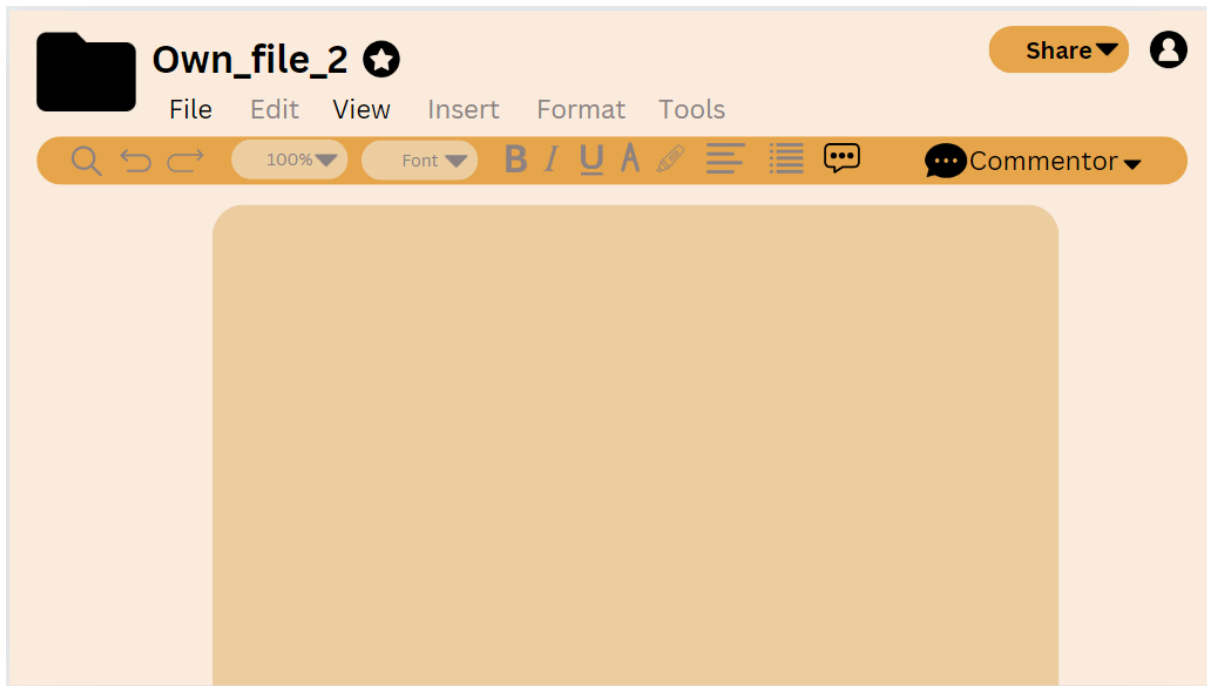 Own_file_2
Share
File Edit View Insert Format Tools
100% Font B I U A Commentor